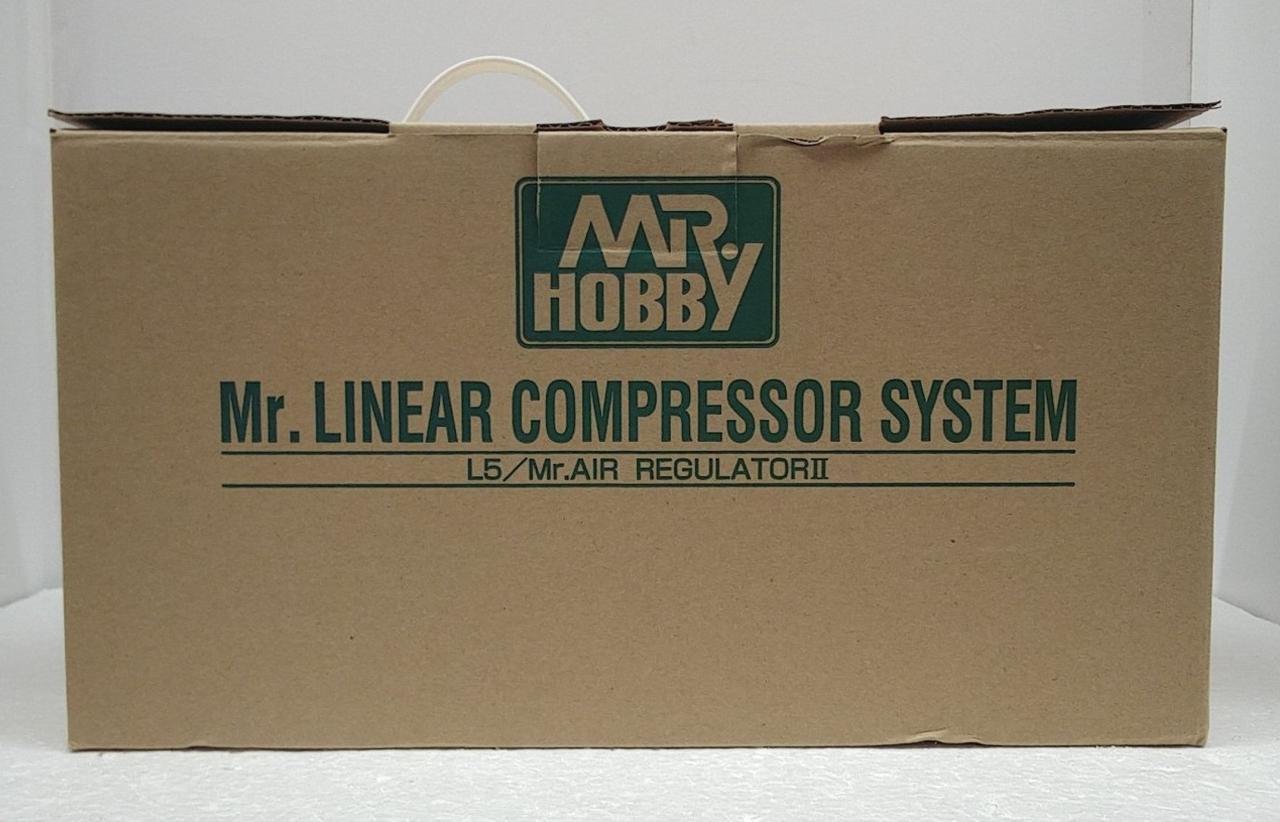 MR.
HOBBY
Mr. LINEAR COMPRESSOR SYSTEM
L5/Mr.AIR REGULATORⅡ